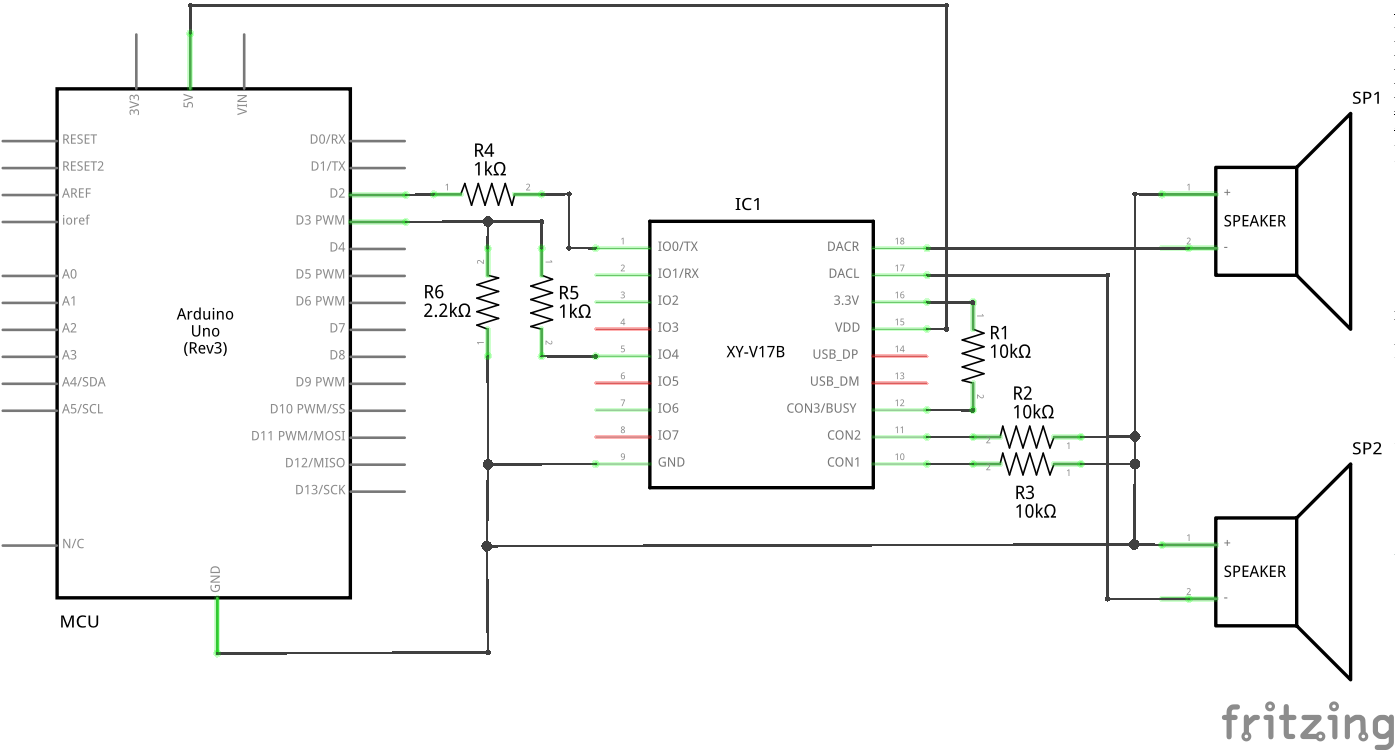 3V3
5V
VIN
RESET
RESET2
AREF
ioref
A0
A1
A2
A3
A4/SDA
A5/SCL
N/C
Arduino
Uno
(Rev3)
D0/RX
D1/TX
D2
D3 PWM
D4
D5 PWM
D6 PWM
D7
D8
D9 PWM
D10 PWM/SS
D11 PWM/MOSI
D12/MISO
D13/SCK
GND
MCU
R4
1kΩ
1
2
R6
2.2kΩ
2
1
R5
1kΩ
1
2
IC1
XY-V17B
1 IO0/TX
2 IO1/RX
3 IO2
4 IO3
5 IO4
6 IO5
7 IO6
8 IO7
9 GND
DACR 18
DACL 17
3.3V 16
VDD 15
USB_DP 14
USB_DM 13
CON3/BUSY 12
CON2 11
CON1 10
R1
10kΩ
1
2
R2
10kΩ
2
1
2
1
R3
10kΩ
SP1
1 +
SPEAKER
2 -
SP2
1 +
SPEAKER
2 -
fritzing